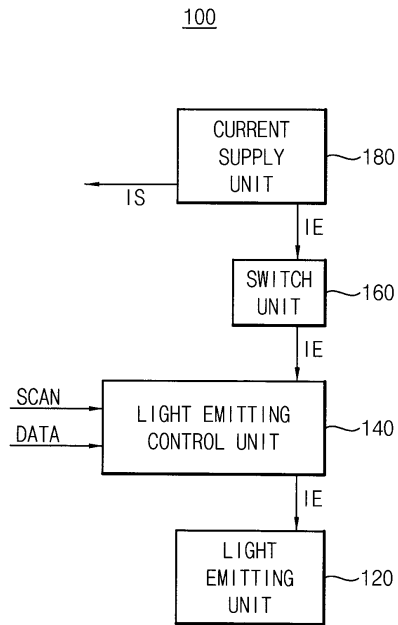 100
CURRENT
SUPPLY
UNIT
180
IS
IE
SWITCH
UNIT
160
IE
SCAN
DATA
LIGHT EMITTING
CONTROL UNIT
140
IE
LIGHT
EMITTING
UNIT
120